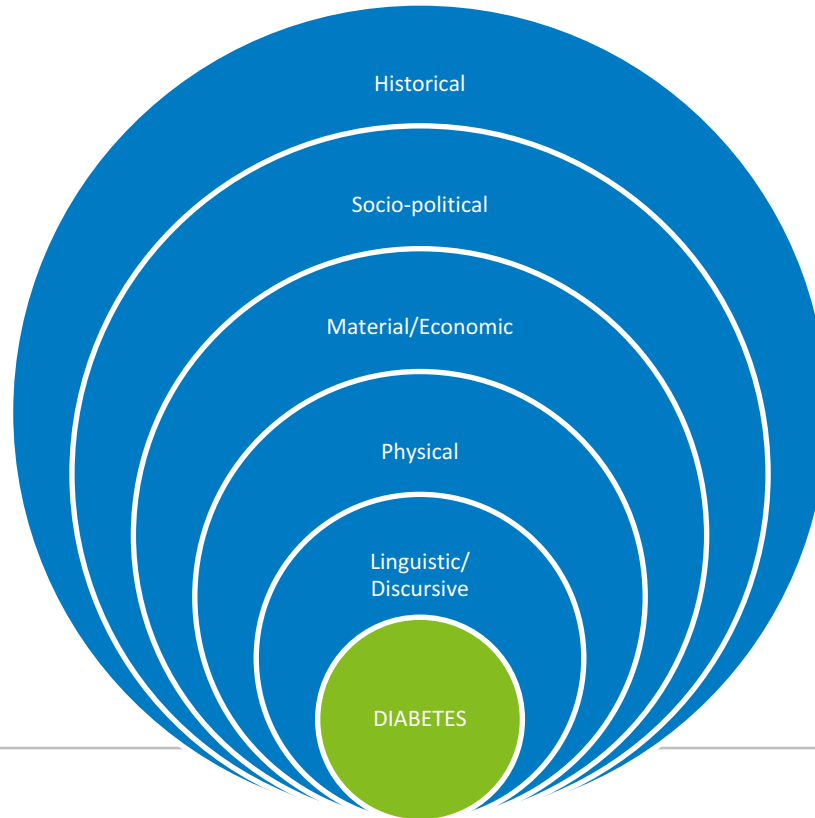 Historical
Socio-political
Material/Economic
Physical
Linguistic/
Discursive
DIABETES